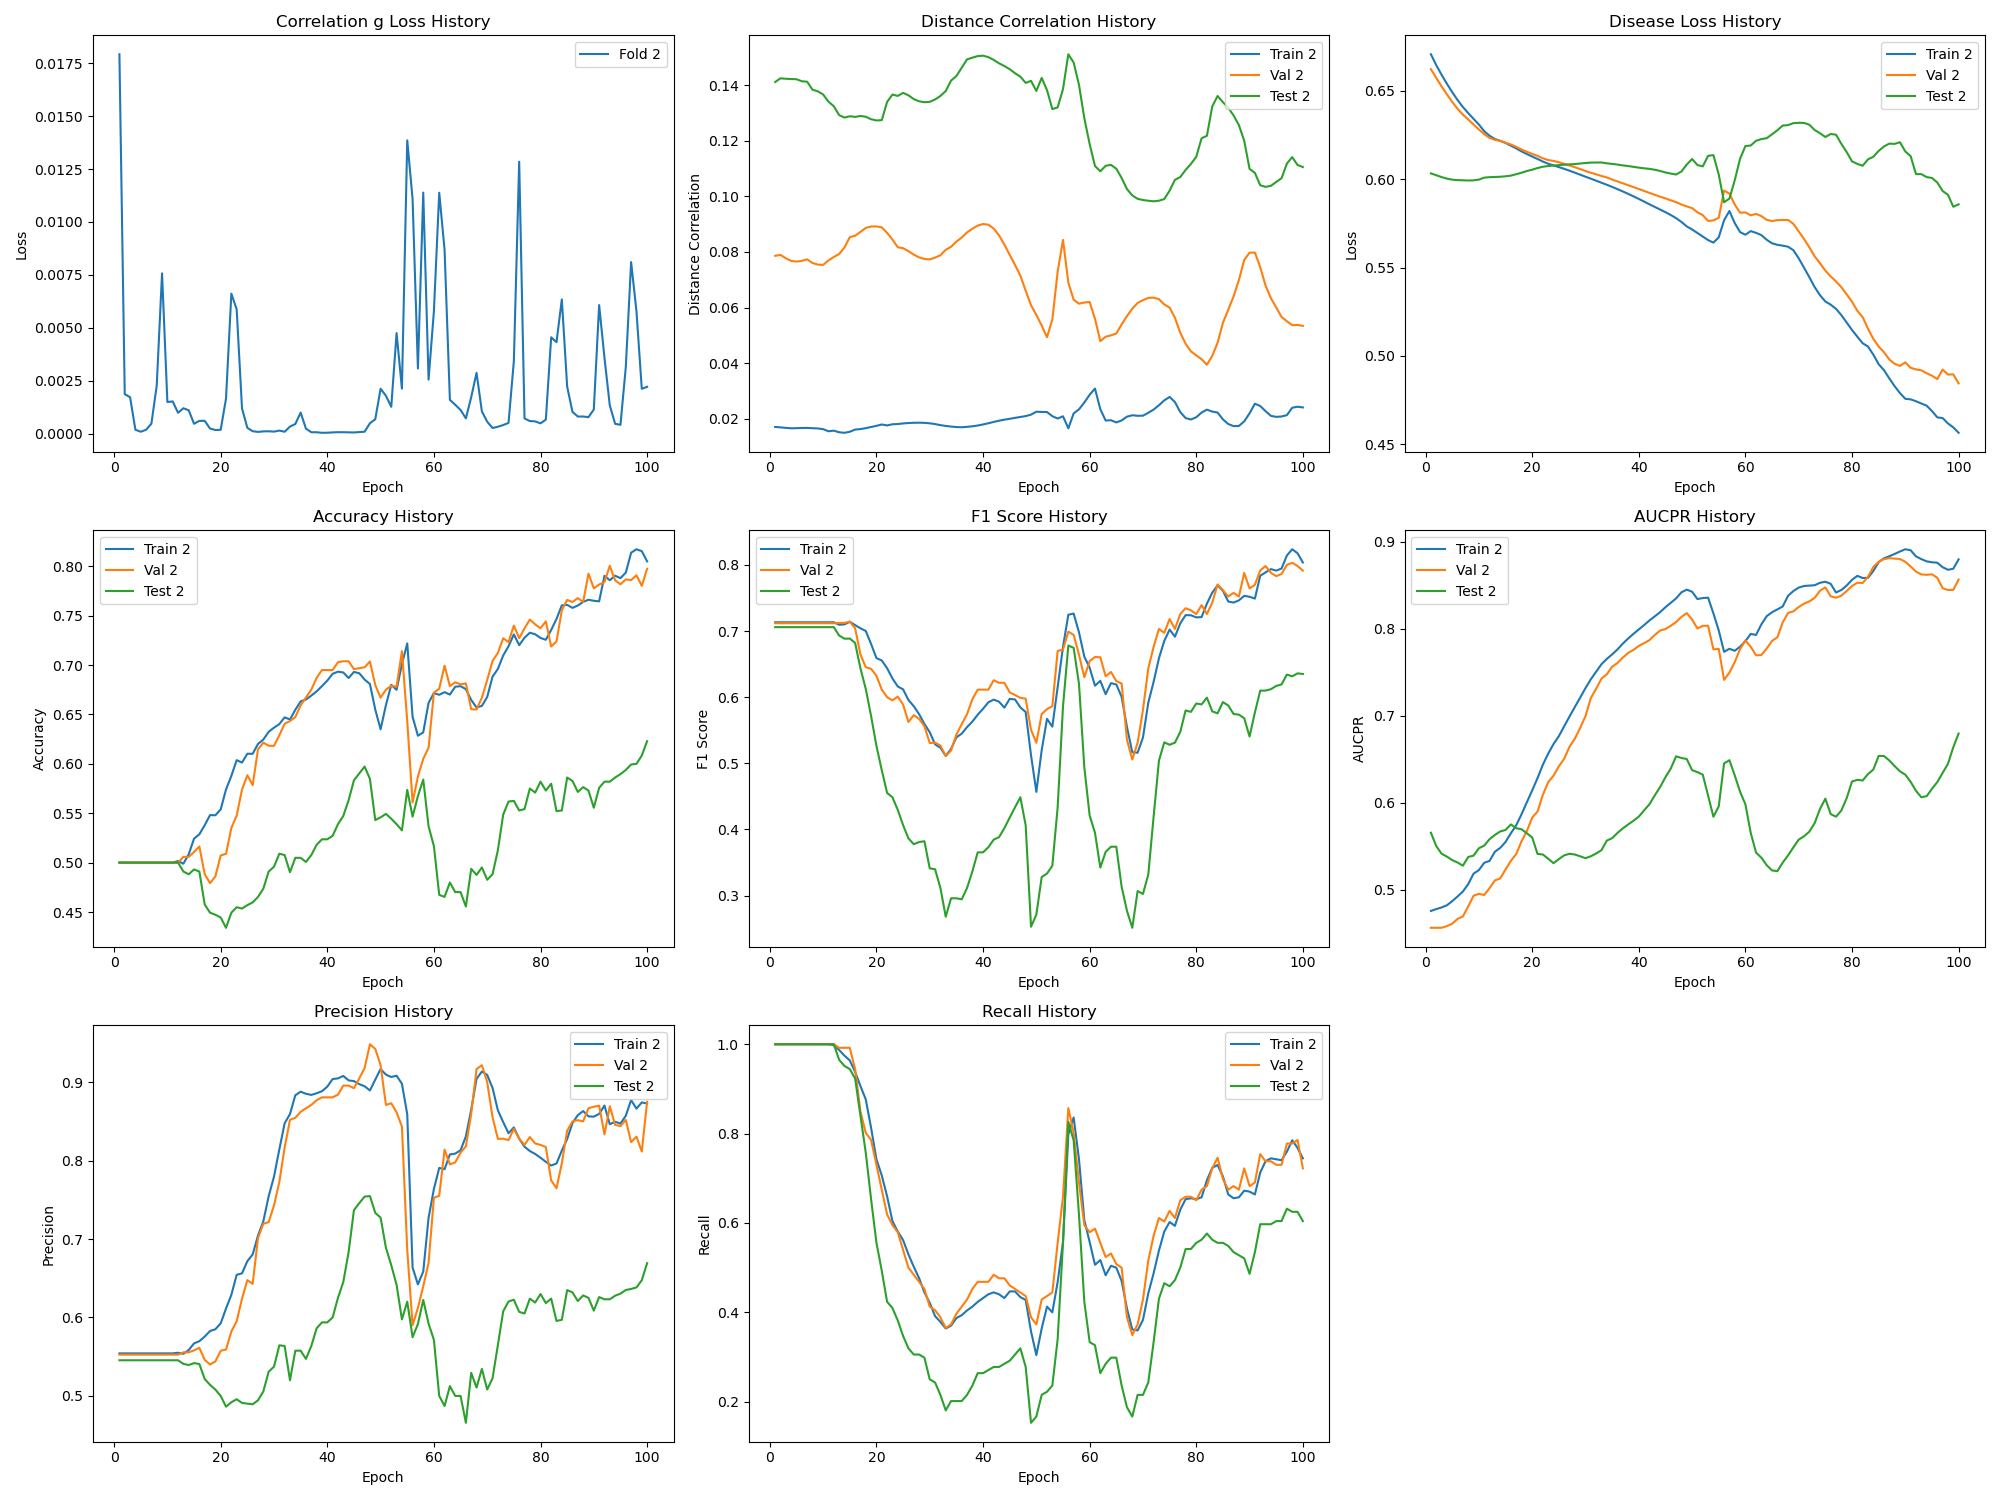 Correlation g Loss History
Fold 2
Loss
0.0175
0.0150
0.0125
0.0100
0.0075
0.0050
0.0025
0.0000
0 20 40 60 80 100
Epoch
Distance Correlation History
Train 2
Val 2
Test 2
Distance Correlation
0.14
0.12
0.10
0.08
0.06
0.04
0.02
0 20 40 60 80 100
Epoch
Disease Loss History
Train 2
Val 2
Test 2
Loss
0.65
0.60
0.55
0.50
0.45
0 20 40 60 80 100
Epoch
Accuracy History
Train 2
Val 2
Test 2
Accuracy
0.80
0.75
0.70
0.65
0.60
0.55
0.50
0.45
0 20 40 60 80 100
Epoch
F1 Score History
Train 2
Val 2
Test 2
F1 Score
0.8
0.7
0.6
0.5
0.4
0.3
0 20 40 60 80 100
Epoch
AUCPR History
Train 2
Val 2
Test 2
AUCPR
0.9
0.8
0.7
0.6
0.5
0 20 40 60 80 100
Epoch
Precision History
Train 2
Val 2
Test 2
Precision
0.9
0.8
0.7
0.6
0.5
0 20 40 60 80 100
Epoch
Recall History
Train 2
Val 2
Test 2
Recall
1.0
0.8
0.6
0.4
0.2
0 20 40 60 80 100
Epoch